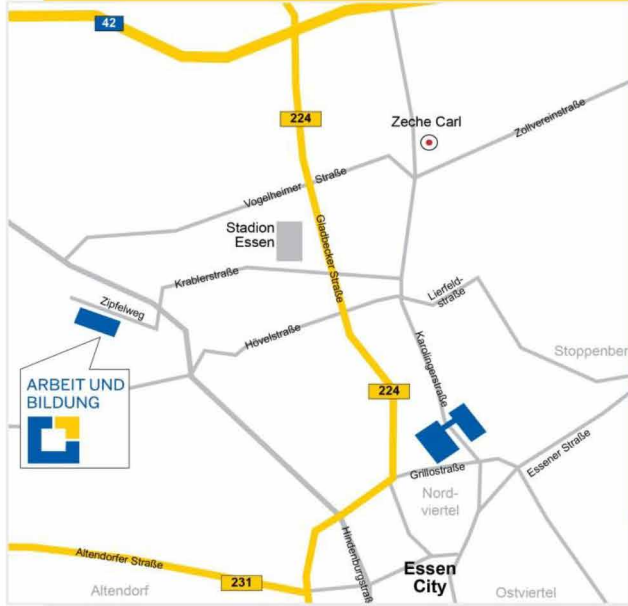 42
224
Zeche Carl
Zollvereinstraße
Vogelheimer Straße
Stadion
Essen
Gladbecker Straße
Krablerstraße
Zipfelweg
Lierfeld-
straße
Hövelstraße
Karolingerstraße
Stoppenber
ARBEIT UND
BILDUNG
224
Essener Straße
Grillostraße
Nord-
viertel
Hindenburgstraß
Altendorfer Straße
Essen
City
231
Altendorf
Ostviertel